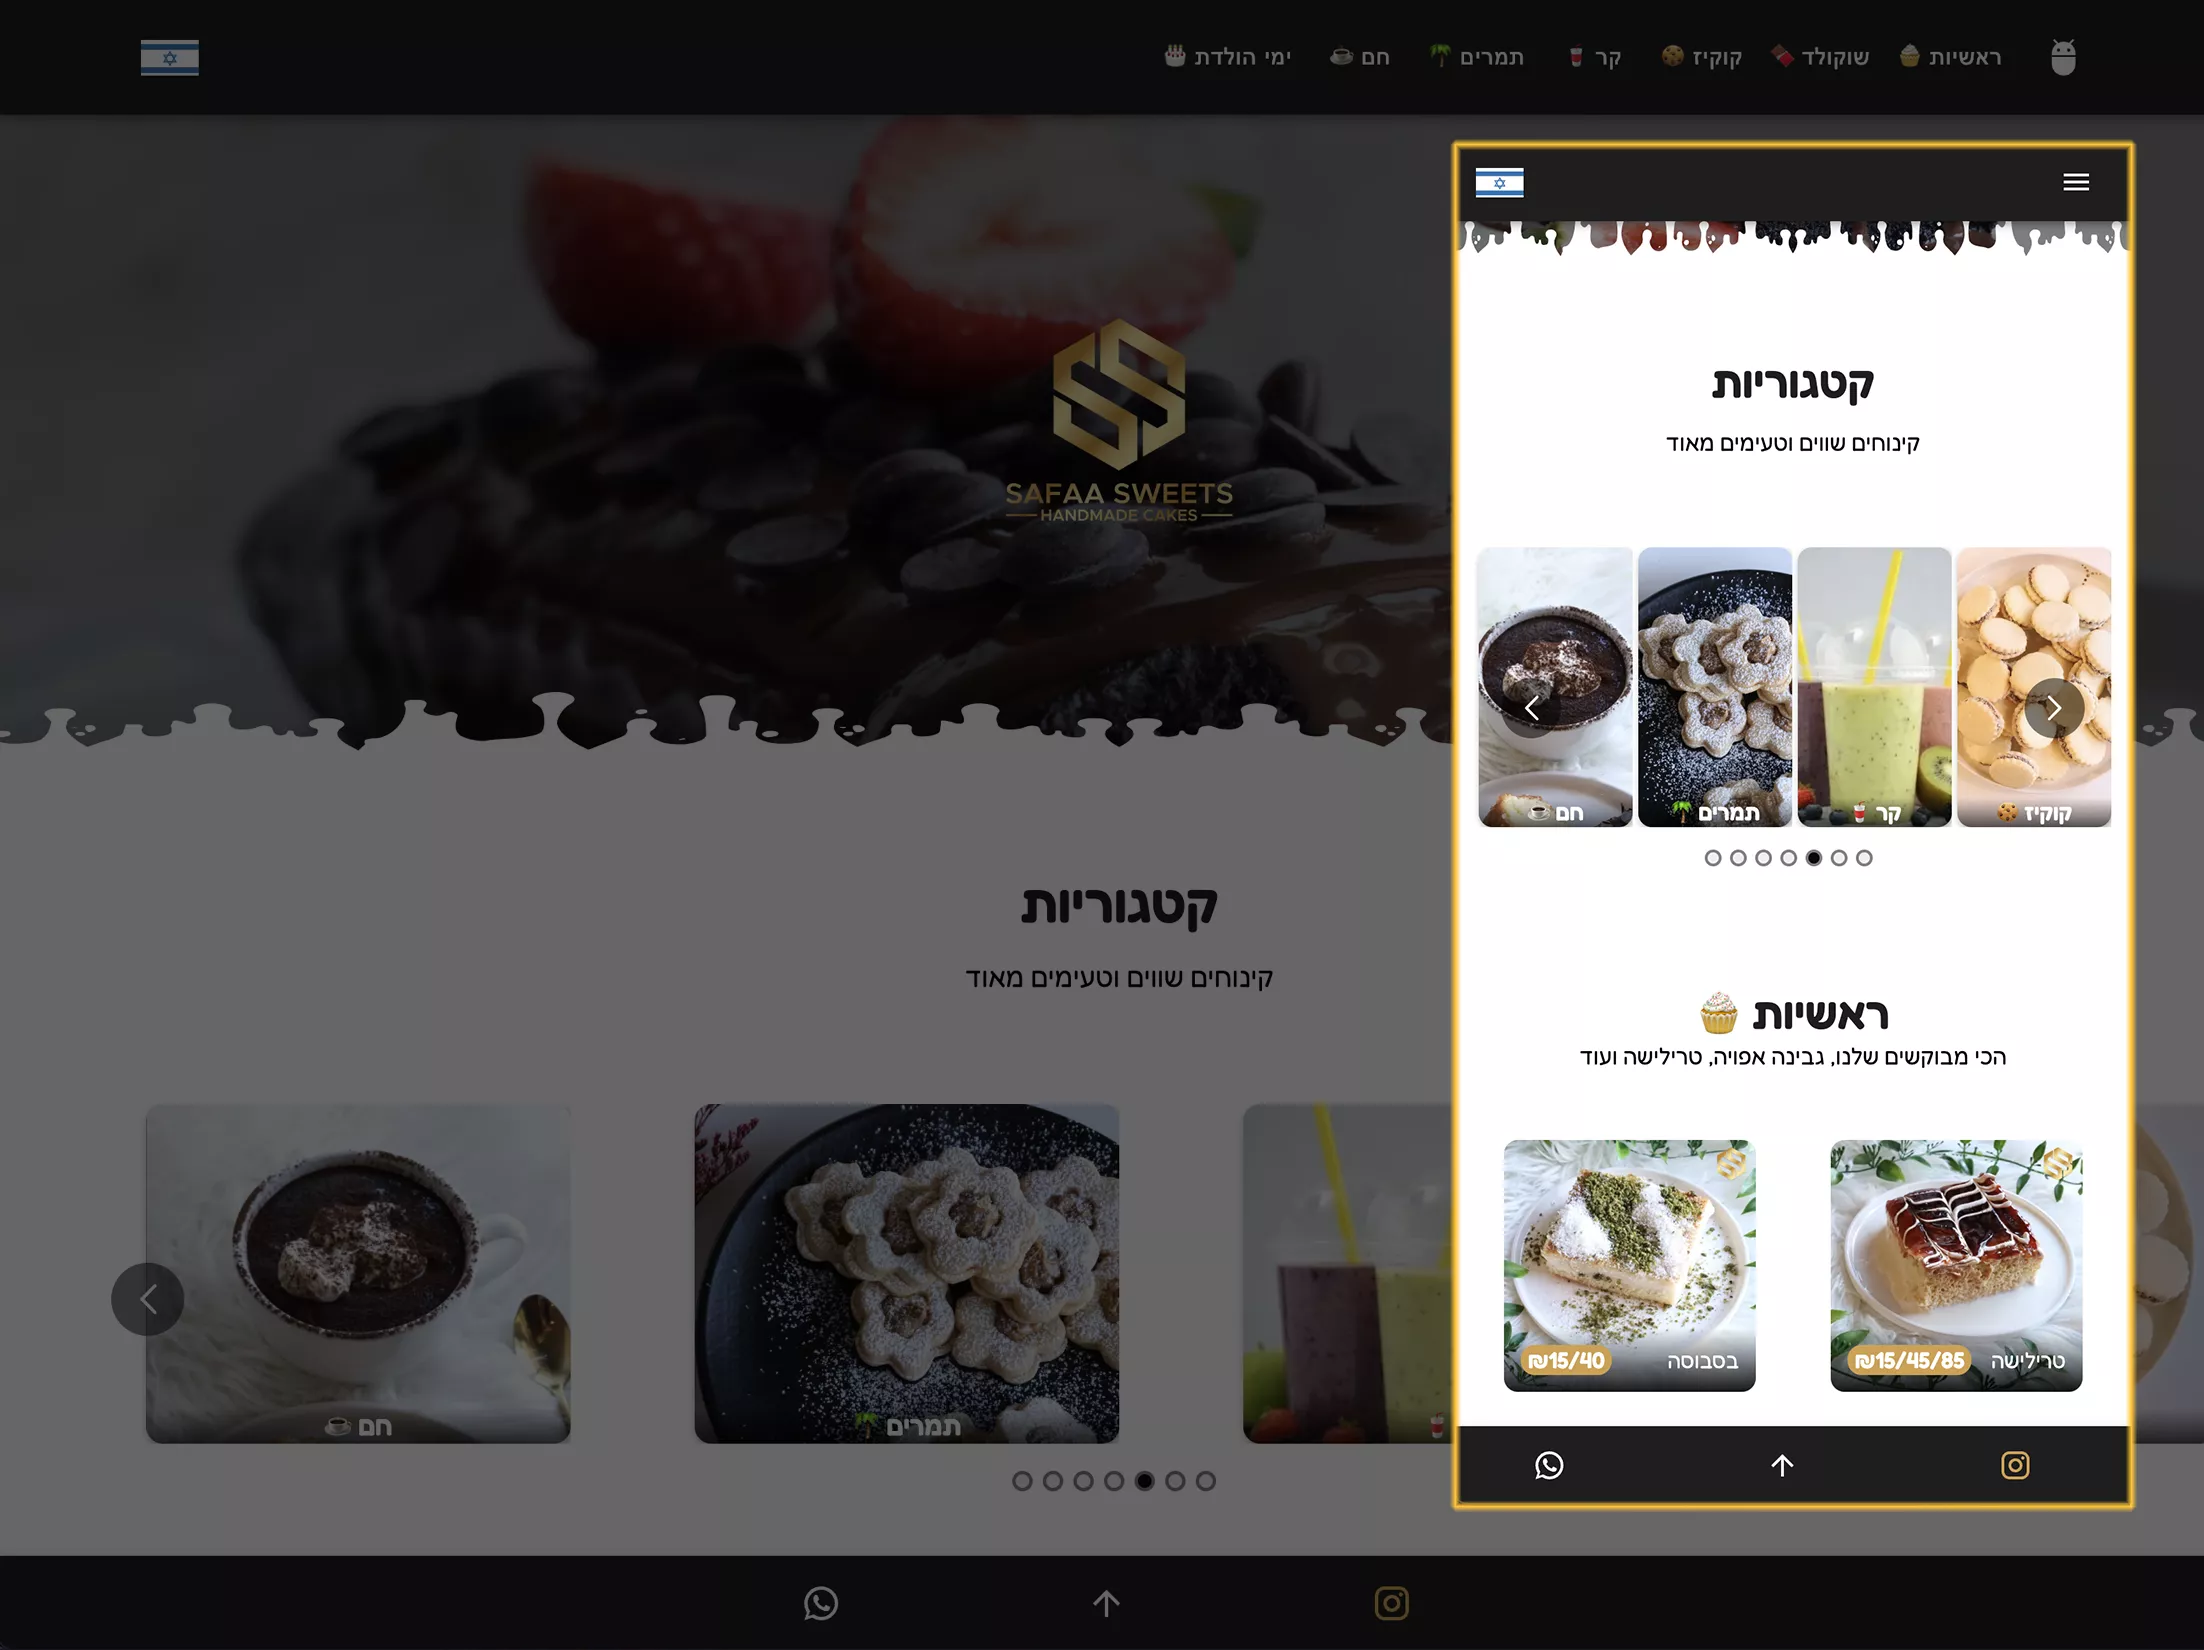 ראשיות 🧁 שוקולד 🍫 קוקיז 🍪 קר 🥤 תמרים 🌴 חם ☕ ימי הולדת 🎂
SAFAA SWEETS
HANDMADE CAKES
קטגוריות
קינוחים שווים וטעימים מאוד
תמרים 🌴
חם ☕
קטגוריות
קינוחים שווים וטעימים מאוד
קוקיז 🍪
קר 🥤
תמרים 🌴
חם ☕
ראשיות 🧁
הכי מבוקשים שלנו, גבינה אפויה, טרילישה ועוד
טרילישה ₪15/45/85
בסבוסה ₪15/40